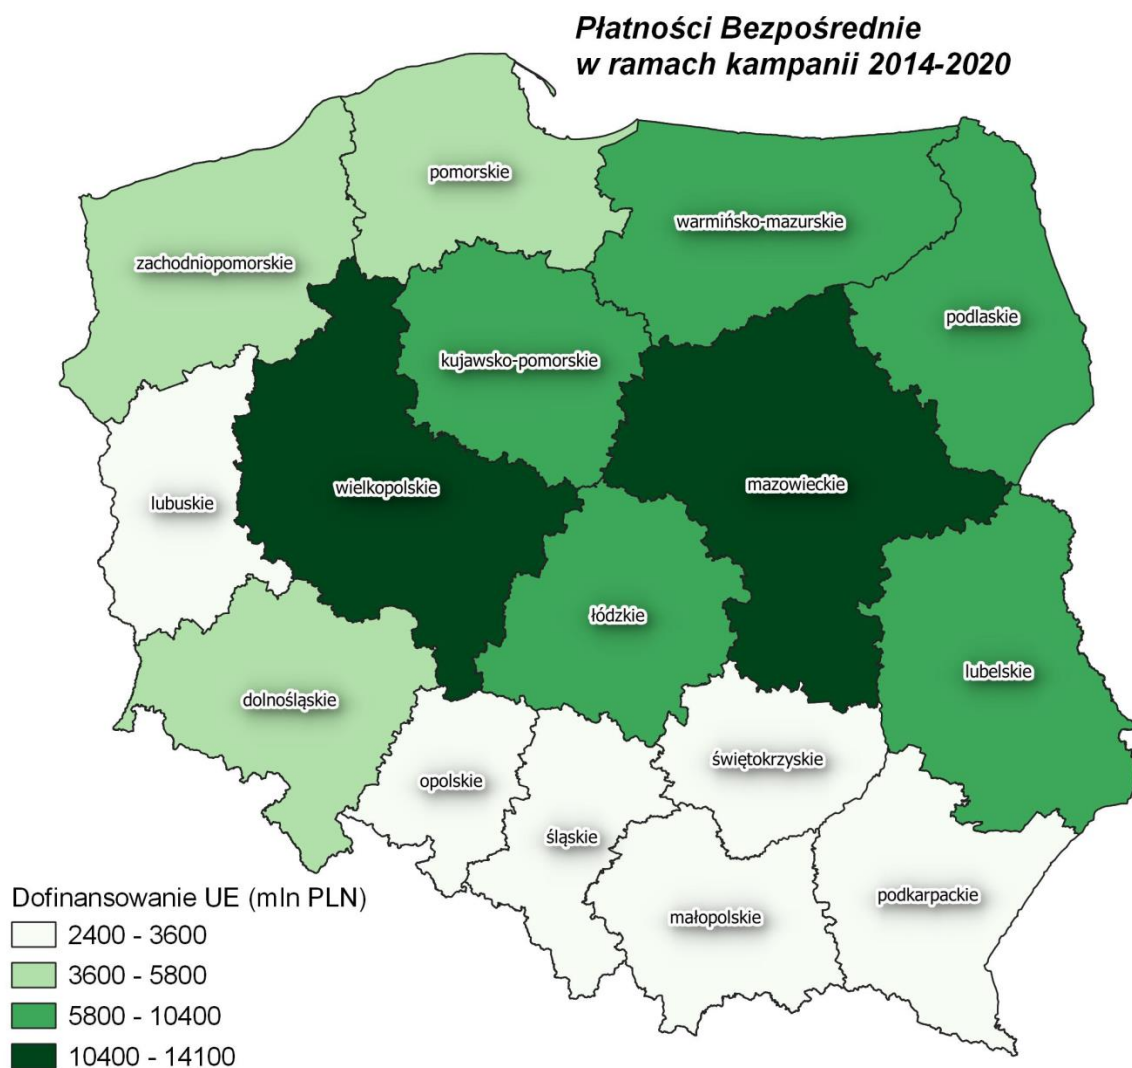 Płatności Bezpośrednie
w ramach kampanii 2014-2020
pomorskie
warmińsko-mazurskie
zachodniopomorskie
podlaskie
kujawsko-pomorskie
mazowieckie
wielkopolskie
lubuskie
łódzkie
lubelskie
dolnośląskie
świętokrzyskie
opolskie
śląskie
podkarpackie
małopolskie
Dofinansowanie UE (mln PLN)
2400 - 3600
3600 - 5800
5800 - 10400
10400 - 14100